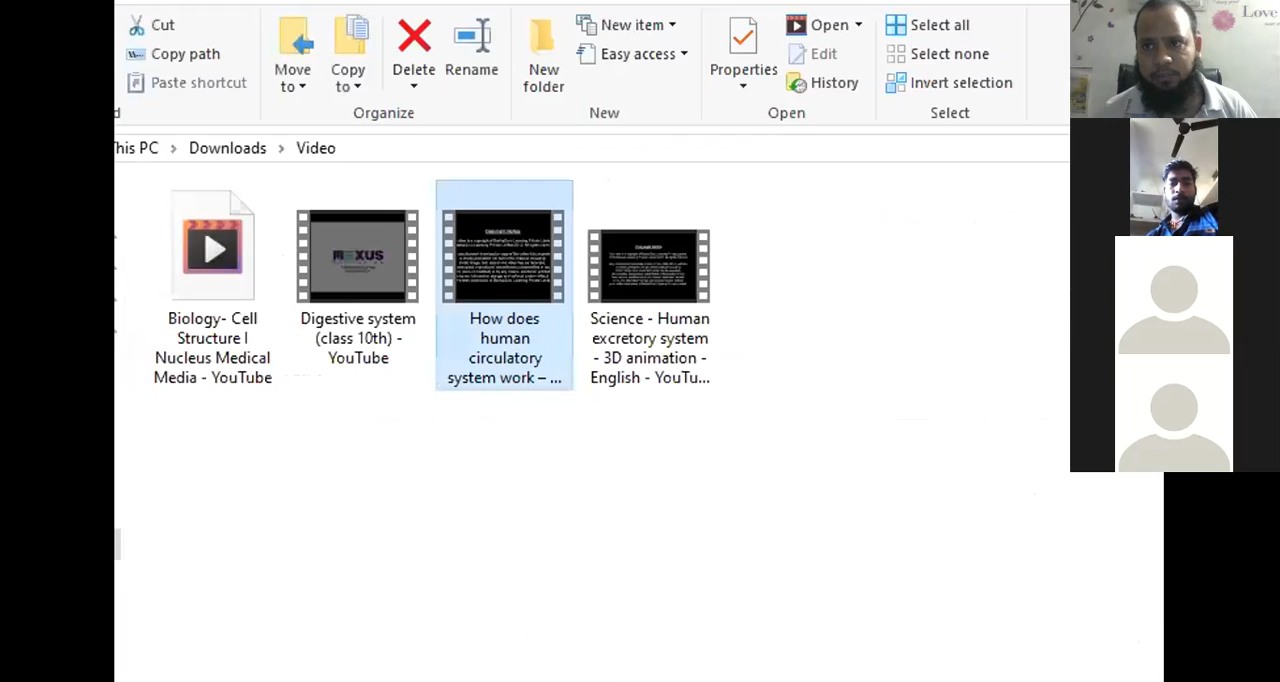 Cut
Copy path
Paste shortcut
d
Move to
Copy to
Delete
Rename
Organize
New folder
New item
Easy access
New
Properties
Open
Edit
History
Open
Select all
Select none
Invert selection
Select
his PC > Downloads > Video
Biology- Cell
Structure I
Nucleus Medical
Media - YouTube
NEXUS
Digestive system
(class 10th) -
YouTube
How does
human
circulatory
system work – ...
Science - Human
excretory system
- 3D animation -
English - YouTu...
Love